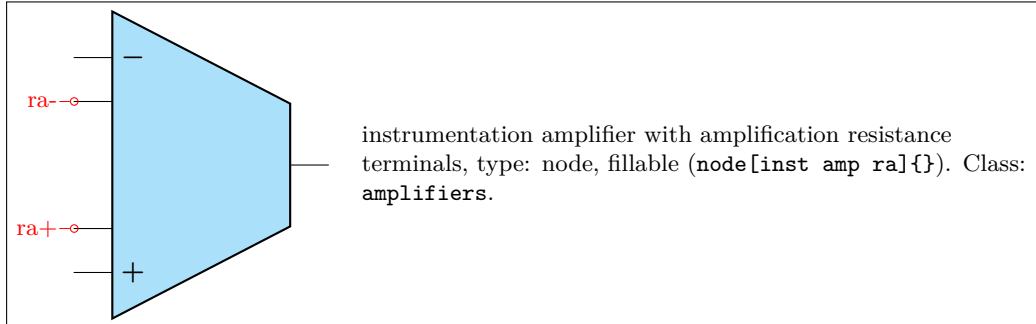 −
ra-
ra+
+
instrumentation amplifier with amplification resistance
terminals, type: node, fillable (node[inst amp ra]{}). Class:
amplifiers.